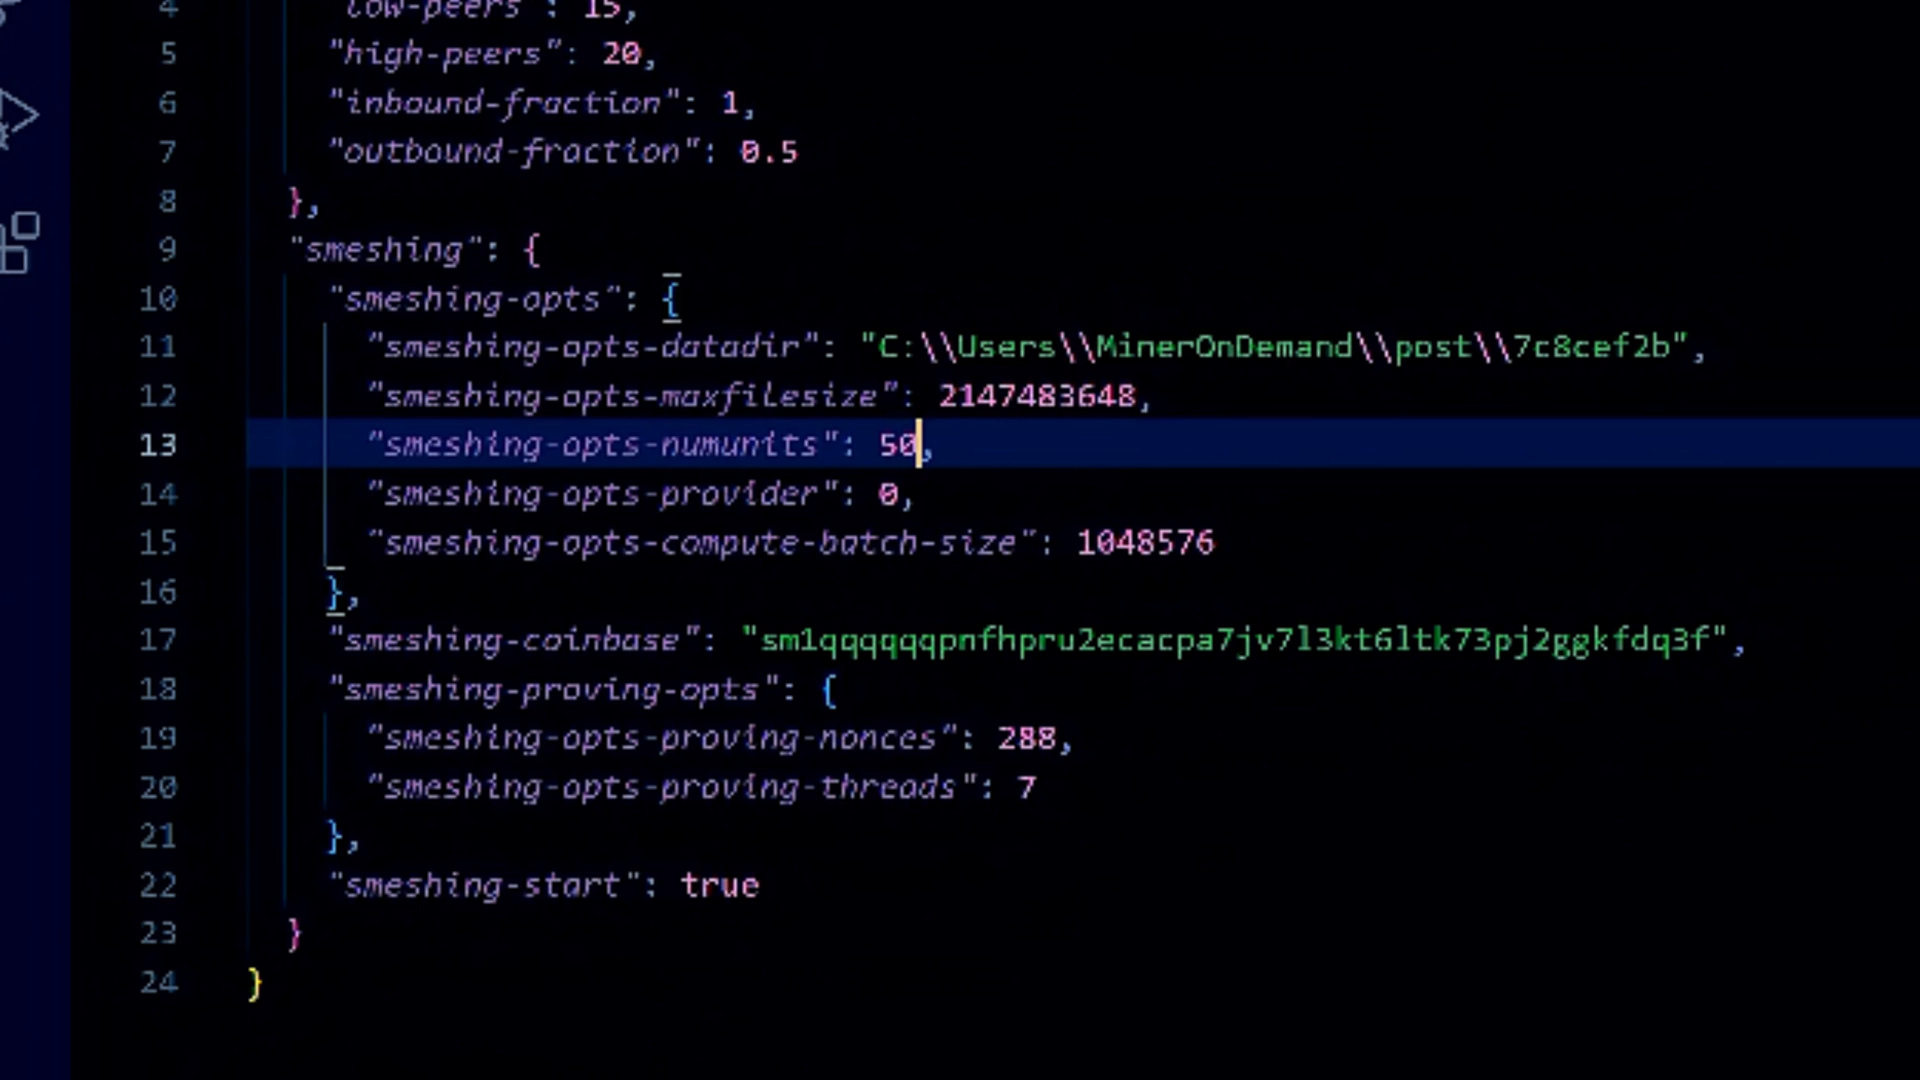 4 "low-peers": 15,
5 "high-peers": 20,
6 "inbound-fraction": 1,
7 "outbound-fraction": 0.5
8 },
9 "smeshing": {
10 "smeshing-opts": {
11 "smeshing-opts-datadir": "C:\\Users\\MinerOnDemand\\post\\7c8cef2b",
12 "smeshing-opts-maxfilesize": 2147483648,
13 "smeshing-opts-numunits": 50,
14 "smeshing-opts-provider": 0,
15 "smeshing-opts-compute-batch-size": 1048576
16 },
17 "smeshing-coinbase": "sm1qqqqqqpnfhpru2ecacpa7jv7l3kt6ltk73pj2ggkfdq3f",
18 "smeshing-proving-opts": {
19 "smeshing-opts-proving-nonces": 288,
20 "smeshing-opts-proving-threads": 7
21 },
22 "smeshing-start": true
23 }
24 }